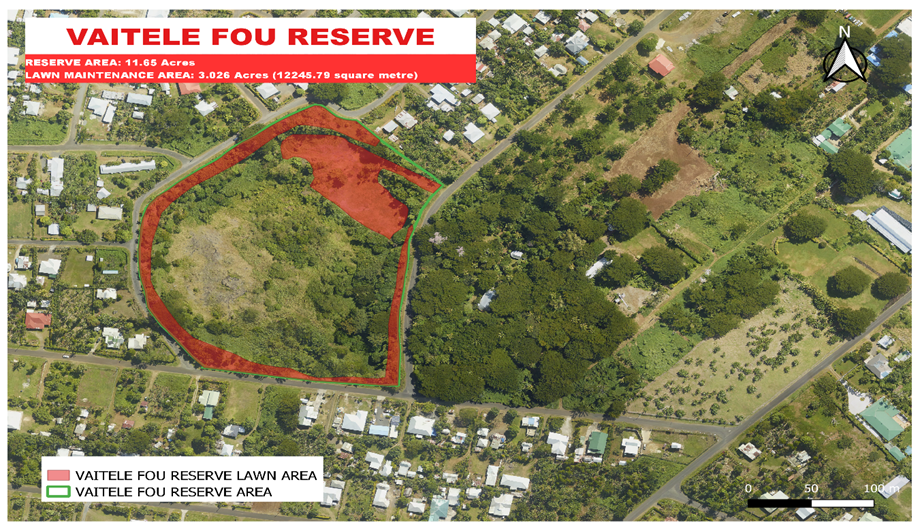 VAITELE FOU RESERVE
RESERVE AREA: 11.65 Acres
LAWN MAINTENANCE AREA: 3.026 Acres (12245.79 square metre)
N
VAITELE FOU RESERVE LAWN AREA
VAITELE FOU RESERVE AREA
0 50 100 m